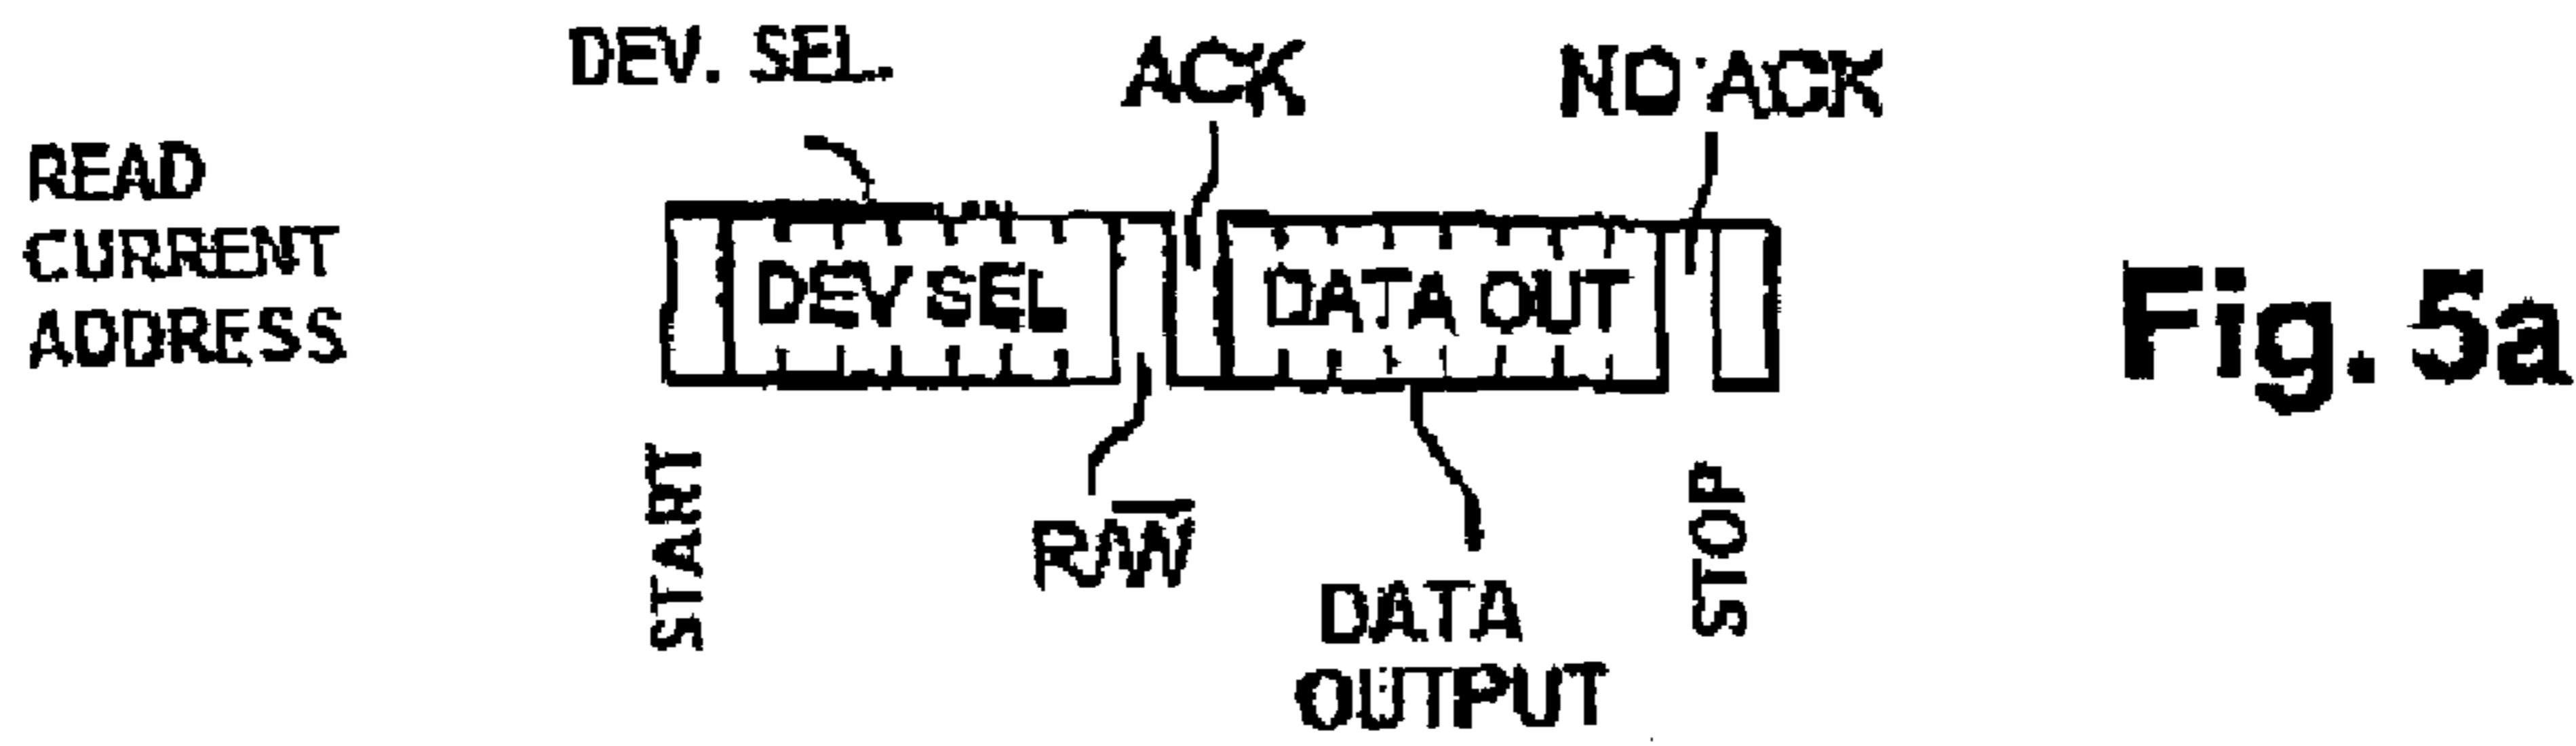 DEV. SEL.
ACK
NO ACK
READ
CURRENT
ADDRESS
DEV SEL
DATA OUT
Fig. 5a
START
R/W̅
STOP
DATA
OUTPUT